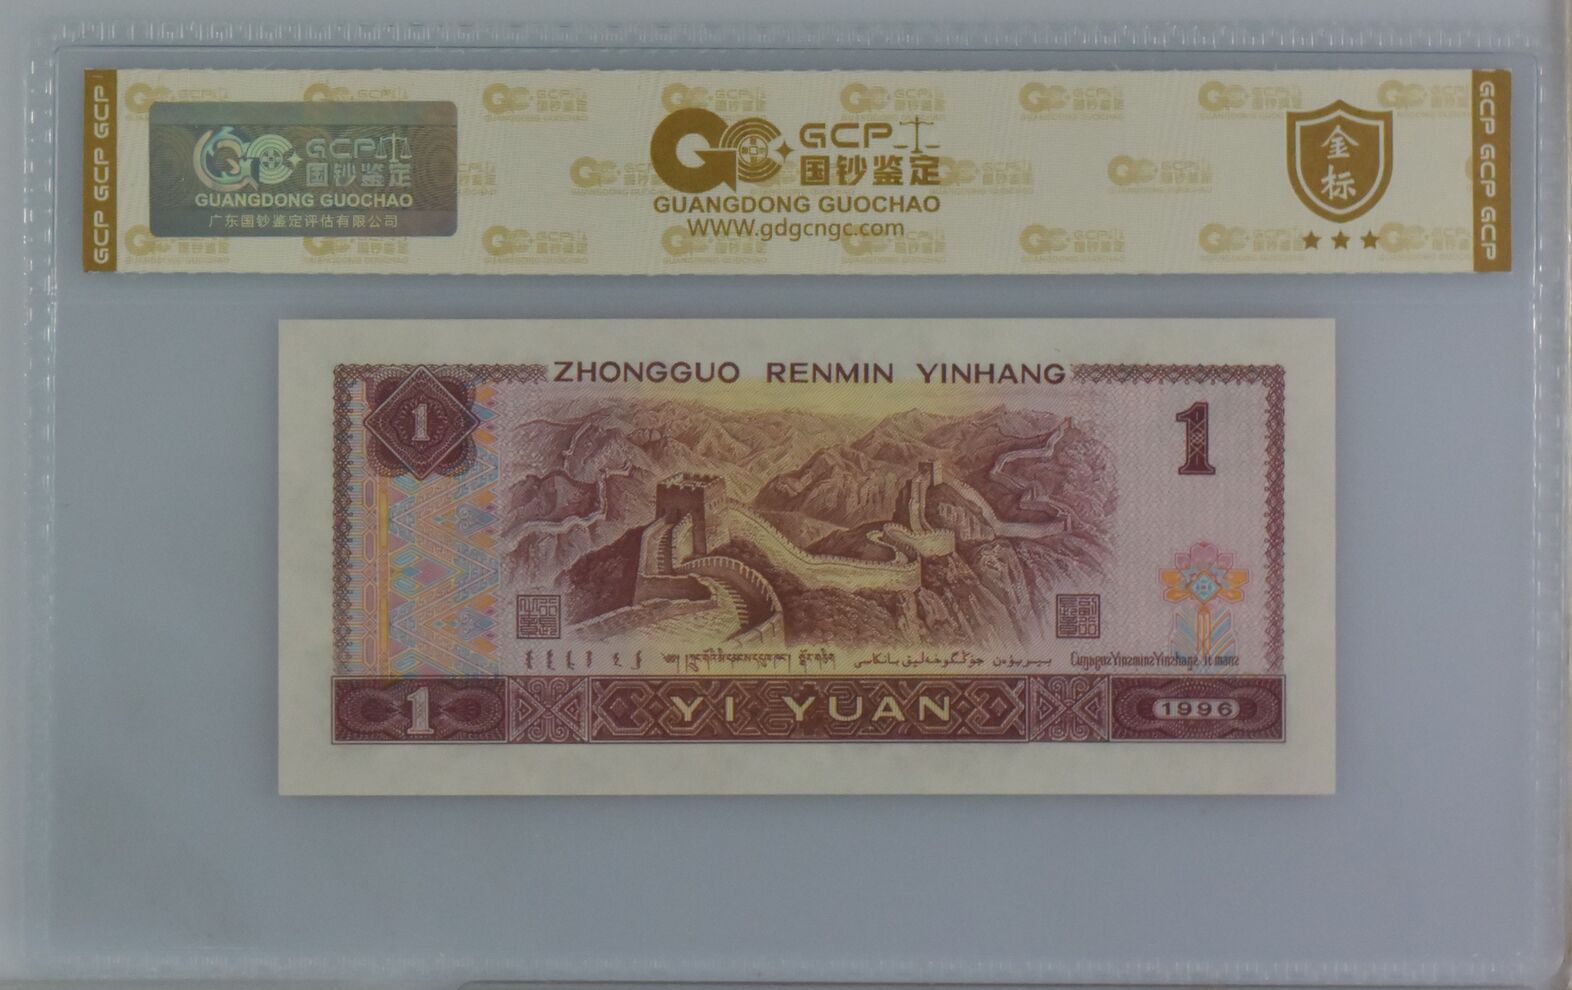 GCP GCP GCP
GCP
国钞鉴定
GUANGDONG GUOCHAO
广东国钞鉴定评估有限公司
GCP
国钞鉴定
GUANGDONG GUOCHAO
WWW.gdgcngc.com
金标
GCP GCP GCP
ZHONGGUO RENMIN YINHANG
1
1
1
YI YUAN
1996